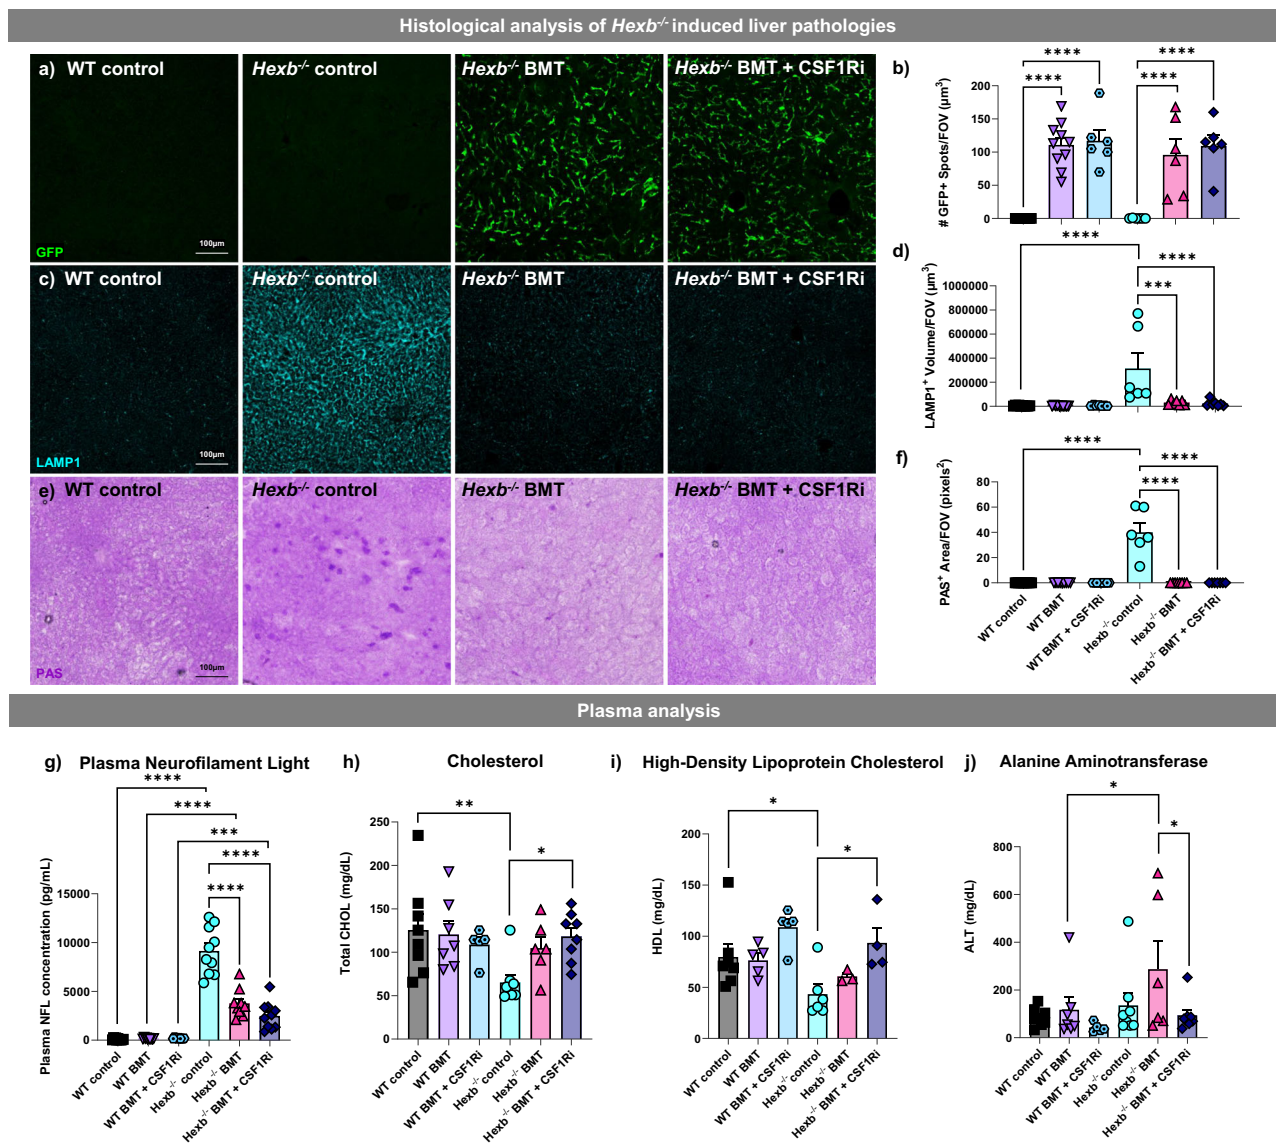 Histological analysis of Hexb-/- induced liver pathologies
a) WT control
Hexb-/- control
Hexb-/- BMT
Hexb-/- BMT + CSF1Ri
GFP
100µm
b)
**** ****
**** ****
# GFP+ Spots/FOV (µm³)
200
150
100
50
0
c) WT control
Hexb-/- control
Hexb-/- BMT
Hexb-/- BMT + CSF1Ri
LAMP1
100µm
d)
****
****
***
LAMP1+ Volume/FOV (µm³)
1000000
800000
600000
400000
200000
0
e) WT control
Hexb-/- control
Hexb-/- BMT
Hexb-/- BMT + CSF1Ri
PAS
100µm
f)
****
****
****
PAS+ Area/FOV (pixels²)
80
60
40
20
0
WT control
WT BMT
WT BMT + CSF1Ri
Hexb-/- control
Hexb-/- BMT
Hexb-/- BMT + CSF1Ri
Plasma analysis
g) Plasma Neurofilament Light
****
****
***
****
****
Plasma NFL concentration (pg/mL)
15000
10000
5000
0
WT control
WT BMT
WT BMT + CSF1Ri
Hexb-/- control
Hexb-/- BMT
Hexb-/- BMT + CSF1Ri
h) Cholesterol
**
*
Total CHOL (mg/dL)
250
200
150
100
50
0
WT control
WT BMT
WT BMT + CSF1Ri
Hexb-/- control
Hexb-/- BMT
Hexb-/- BMT + CSF1Ri
i) High-Density Lipoprotein Cholesterol
*
*
HDL (mg/dL)
200
150
100
50
0
WT control
WT BMT
WT BMT + CSF1Ri
Hexb-/- control
Hexb-/- BMT
Hexb-/- BMT + CSF1Ri
j) Alanine Aminotransferase
*
*
ALT (mg/dL)
800
600
400
200
0
WT control
WT BMT
WT BMT + CSF1Ri
Hexb-/- control
Hexb-/- BMT
Hexb-/- BMT + CSF1Ri